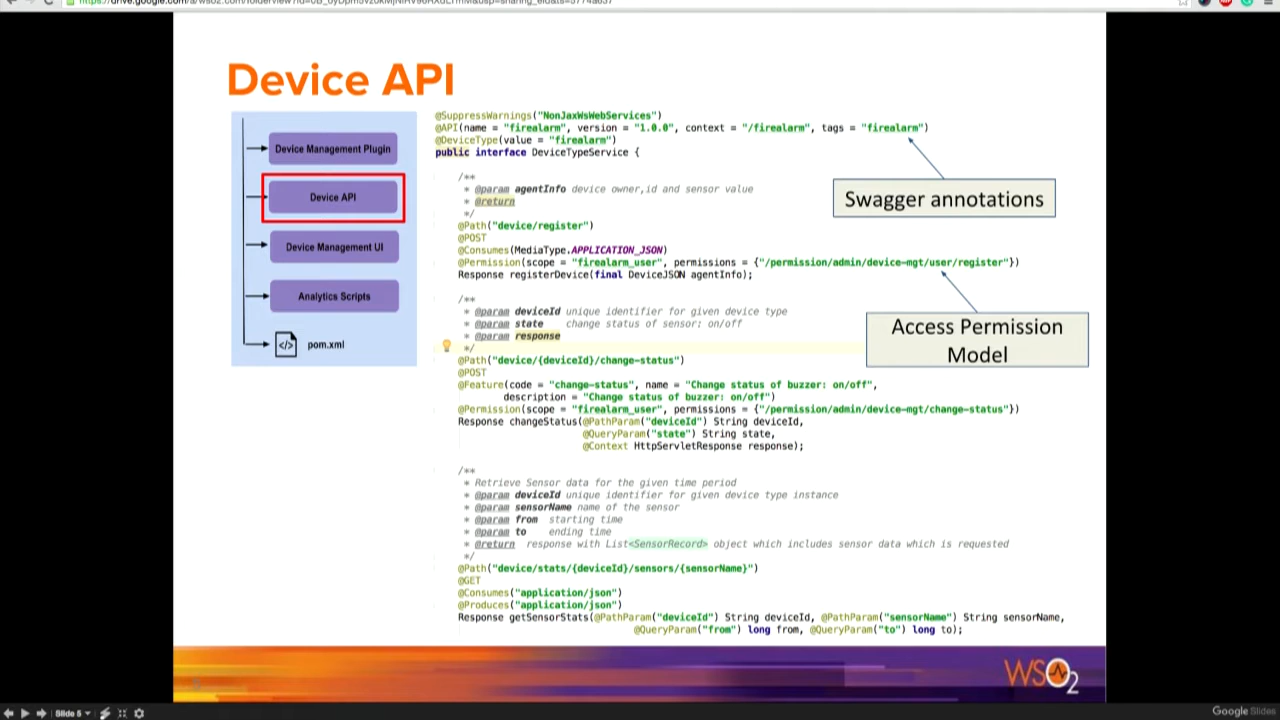 Device API
Device Management Plugin
Device API
Device Management UI
Analytics Scripts
</> pom.xml
@SuppressWarnings("NonJaxWsWebServices")
@API(name = "firealarm", version = "1.0.0", context = "/firealarm", tags = "firealarm")
@DeviceType(value = "firealarm")
public interface DeviceTypeService {
/**
* @param agentInfo device owner,id and sensor value
* @return
*/
@Path("device/register")
@POST
@Consumes(MediaType.APPLICATION_JSON)
@Permission(scope = "firealarm_user", permissions = {"/permission/admin/device-mgt/user/register"})
Response registerDevice(final DeviceJSON agentInfo);
/**
* @param deviceId unique identifier for given device type
* @param state change status of sensor: on/off
* @param response
*/
@Path("device/{deviceId}/change-status")
@POST
@Feature(code = "change-status", name = "Change status of buzzer: on/off",
description = "Change status of buzzer: on/off")
@Permission(scope = "firealarm_user", permissions = {"/permission/admin/device-mgt/change-status"})
Response changeStatus(@PathParam("deviceId") String deviceId,
@QueryParam("state") String state,
@Context HttpServletResponse response);
/**
* Retrieve Sensor data for the given time period
* @param deviceId unique identifier for given device type instance
* @param sensorName name of the sensor
* @param from starting time
* @param to ending time
* @return response with List<SensorRecord> object which includes sensor data which is requested
*/
@Path("device/stats/{deviceId}/sensors/{sensorName}")
@GET
@Consumes("application/json")
@Produces("application/json")
Response getSensorStats(@PathParam("deviceId") String deviceId, @PathParam("sensorName") String sensorName,
@QueryParam("from") long from, @QueryParam("to") long to);
Swagger annotations
Access Permission
Model
WSO2
Slide 5
Google Slides